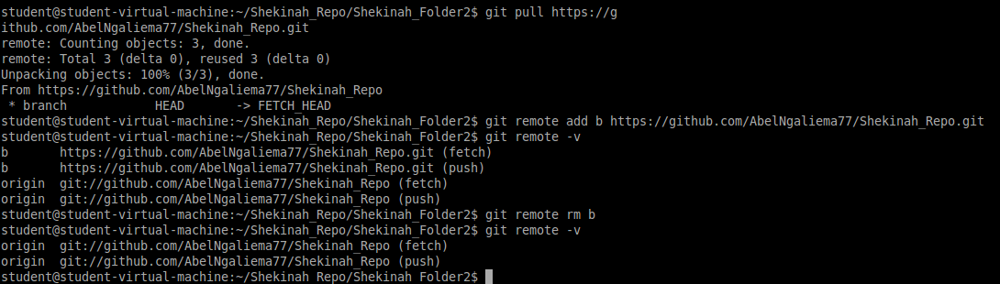 student@student-virtual-machine:~/Shekinah_Repo/Shekinah_Folder2$ git pull https://g
ithub.com/AbelNgaliema77/Shekinah_Repo.git
remote: Counting objects: 3, done.
remote: Total 3 (delta 0), reused 3 (delta 0)
Unpacking objects: 100% (3/3), done.
From https://github.com/AbelNgaliema77/Shekinah_Repo
 * branch            HEAD       -> FETCH_HEAD
student@student-virtual-machine:~/Shekinah_Repo/Shekinah_Folder2$ git remote add b https://github.com/AbelNgaliema77/Shekinah_Repo.git
student@student-virtual-machine:~/Shekinah_Repo/Shekinah_Folder2$ git remote -v
b       https://github.com/AbelNgaliema77/Shekinah_Repo.git (fetch)
b       https://github.com/AbelNgaliema77/Shekinah_Repo.git (push)
origin  git://github.com/AbelNgaliema77/Shekinah_Repo (fetch)
origin  git://github.com/AbelNgaliema77/Shekinah_Repo (push)
student@student-virtual-machine:~/Shekinah_Repo/Shekinah_Folder2$ git remote rm b
student@student-virtual-machine:~/Shekinah_Repo/Shekinah_Folder2$ git remote -v
origin  git://github.com/AbelNgaliema77/Shekinah_Repo (fetch)
origin  git://github.com/AbelNgaliema77/Shekinah_Repo (push)
student@student-virtual-machine:~/Shekinah_Repo/Shekinah_Folder2$